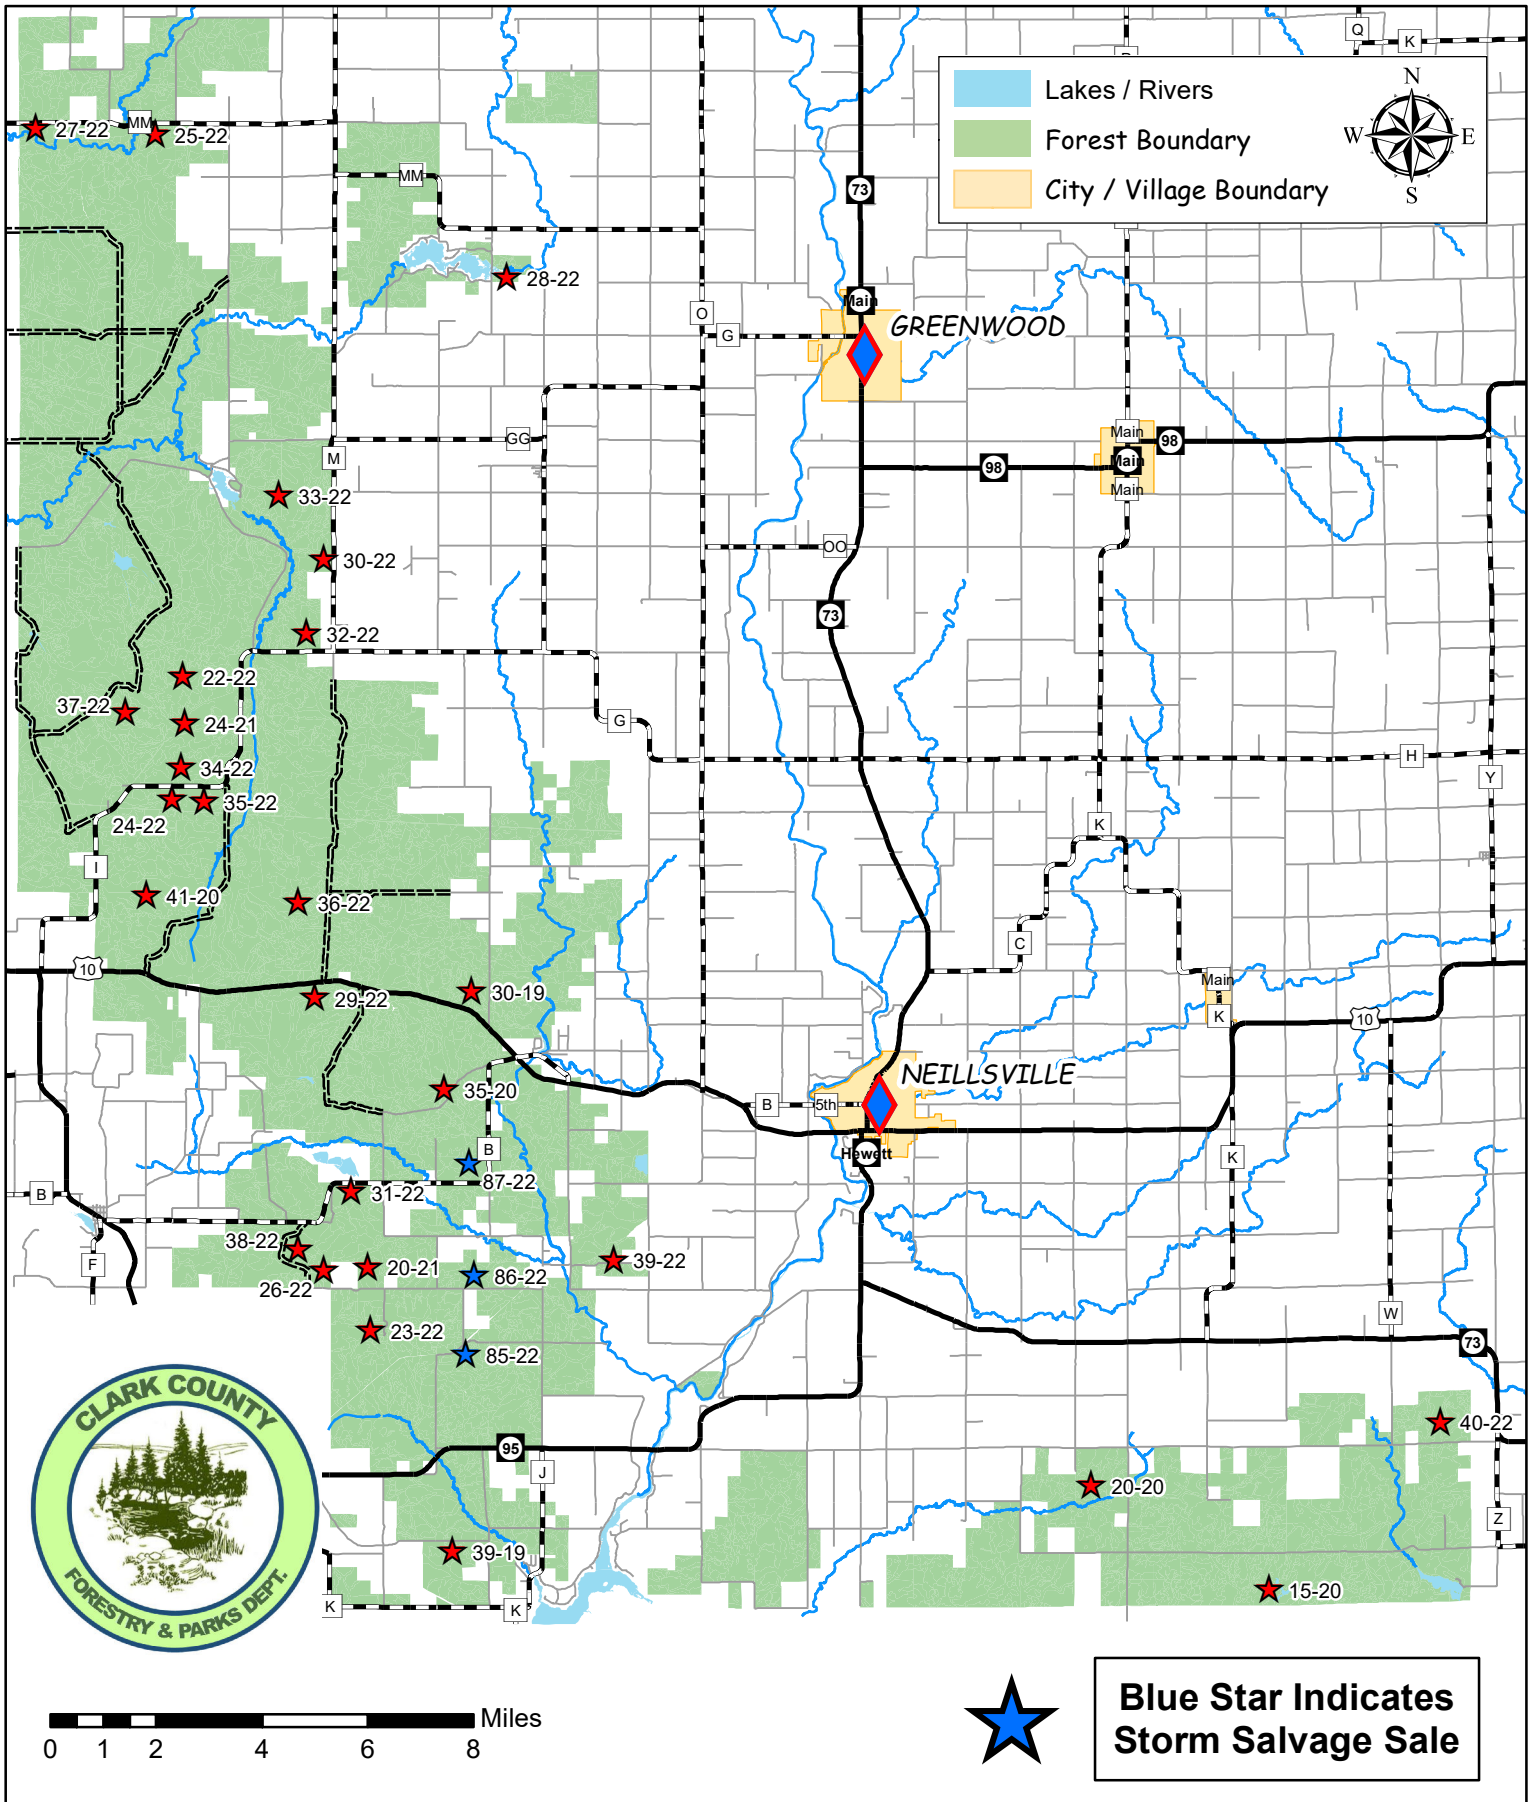 Q
K
Lakes / Rivers
Forest Boundary
City / Village Boundary
N
W
E
S
27-22
MM
25-22
MM
73
28-22
O
Main
G
GREENWOOD
GG
M
Main
98
Main
98
Main
33-22
OO
30-22
73
32-22
22-22
37-22
24-21
G
34-22
H
Y
35-22
24-22
K
I
41-20
36-22
C
10
Main
30-19
29-22
K
10
NEILLSVILLE
35-20
B
5th
B
Hewett
K
87-22
B
31-22
38-22
F
39-22
20-21
86-22
26-22
W
23-22
73
85-22
CLARK COUNTY
FORESTRY & PARKS DEPT.
40-22
95
J
20-20
Z
39-19
15-20
K
K
Blue Star Indicates
Storm Salvage Sale
Miles
0 1 2 4 6 8